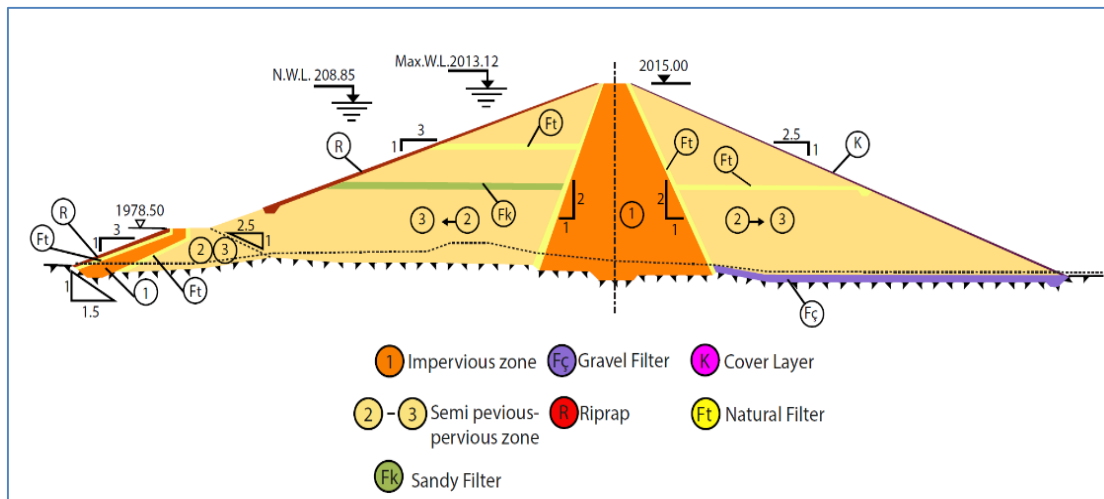 Max.W.L.2013.12
2015.00
N.W.L. 208.85
3
1
Ft
R
Ft
2.5
1
K
Ft
Fk
2
1
1
2
1
3 2
2 3
1978.50
R
3
1
Ft
2.5
1
2 3
1
1.5
1
Ft
Fç
1 Impervious zone
Fç Gravel Filter
K Cover Layer
2 - 3 Semi pevious-
pervious zone
R Riprap
Ft Natural Filter
Fk Sandy Filter